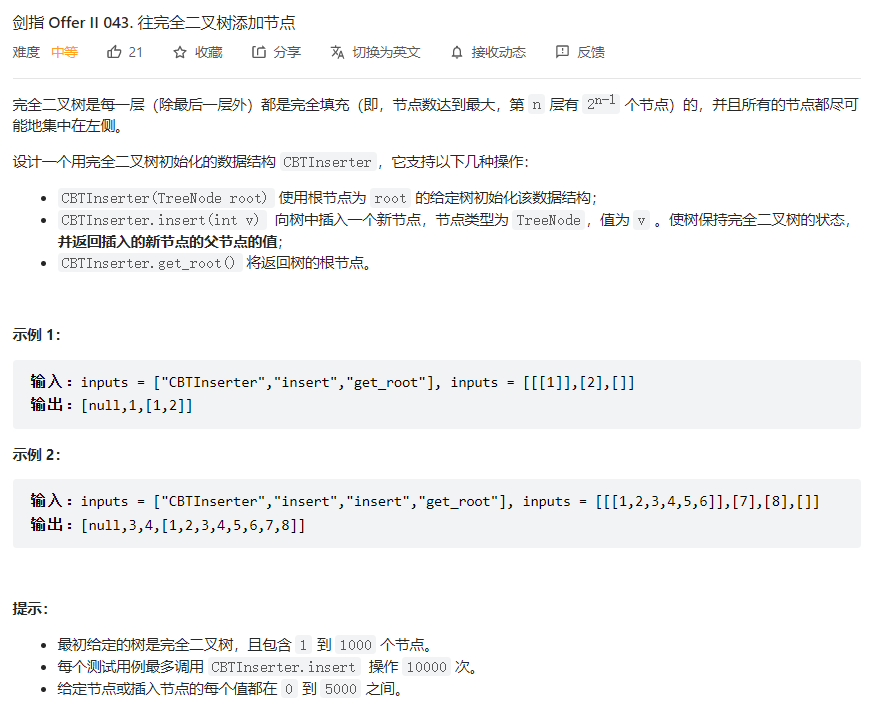 剑指 Offer II 043. 往完全二叉树添加节点
难度 中等 21 收藏 分享 切换为英文 接收动态 反馈
完全二叉树是每一层（除最后一层外）都是完全填充（即，节点数达到最大，第 n 层有 2^n-1 个节点）的，并且所有的节点都尽可
能地集中在左侧。
设计一个用完全二叉树初始化的数据结构 CBTInserter，它支持以下几种操作：
• CBTInserter(TreeNode root) 使用根节点为 root 的给定树初始化该数据结构；
• CBTInserter.insert(int v) 向树中插入一个新节点，节点类型为 TreeNode，值为 v 。使树保持完全二叉树的状态，
并返回插入的新节点的父节点的值；
• CBTInserter.get_root() 将返回树的根节点。
示例 1：
输入：inputs = ["CBTInserter","insert","get_root"], inputs = [[[1]],[2],[]]
输出：[null,1,[1,2]]
示例 2：
输入：inputs = ["CBTInserter","insert","insert","get_root"], inputs = [[[1,2,3,4,5,6]],[7],[8],[]]
输出：[null,3,4,[1,2,3,4,5,6,7,8]]
提示：
• 最初给定的树是完全二叉树，且包含 1 到 1000 个节点。
• 每个测试用例最多调用 CBTInserter.insert 操作 10000 次。
• 给定节点或插入节点的每个值都在 0 到 5000 之间。